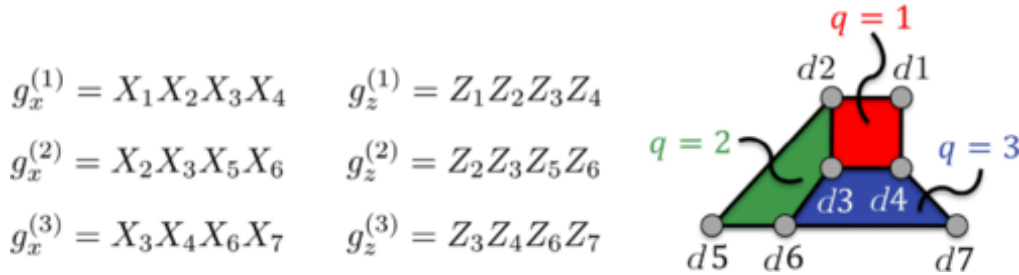 g_x^{(1)} = X_1X_2X_3X_4
g_z^{(1)} = Z_1Z_2Z_3Z_4
g_x^{(2)} = X_2X_3X_5X_6
g_z^{(2)} = Z_2Z_3Z_5Z_6
g_x^{(3)} = X_3X_4X_6X_7
g_z^{(3)} = Z_3Z_4Z_6Z_7
q = 1
d2 d1
q = 2
q = 3
d3 d4
d5 d6 d7